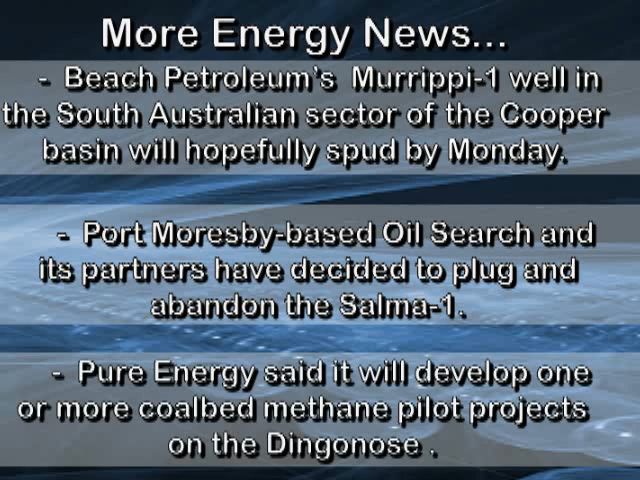 More Energy News...
- Beach Petroleum's Murrippi-1 well in
the South Australian sector of the Cooper
basin will hopefully spud by Monday.
- Port Moresby-based Oil Search and
its partners have decided to plug and
abandon the Salma-1.
- Pure Energy said it will develop one
or more coalbed methane pilot projects
on the Dingonose .